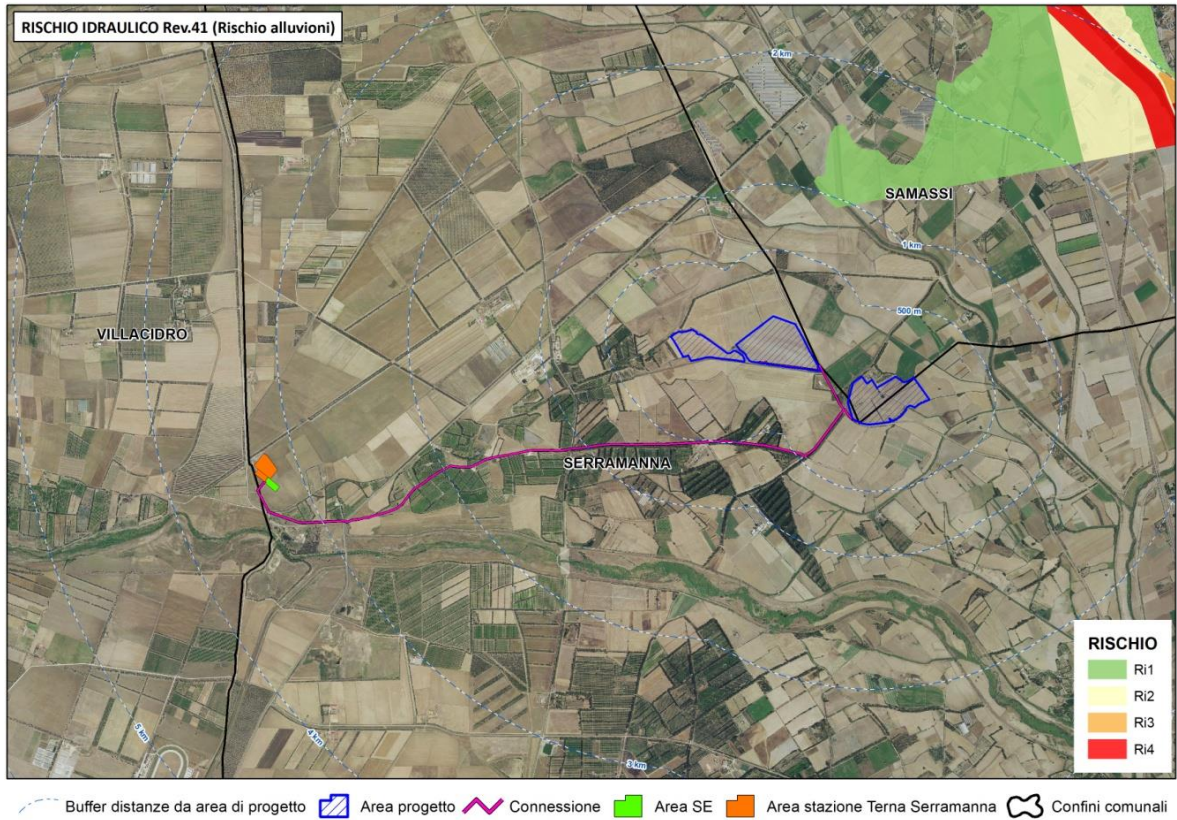 RISCHIO IDRAULICO Rev.41 (Rischio alluvioni)
2 km
SAMASSI
1 km
500 m
VILLACIDRO
SERRAMANNA
5 km
4 km
3 km
RISCHIO
Ri1
Ri2
Ri3
Ri4
Buffer distanze da area di progetto
Area progetto
Connessione
Area SE
Area stazione Terna Serramanna
Confini comunali